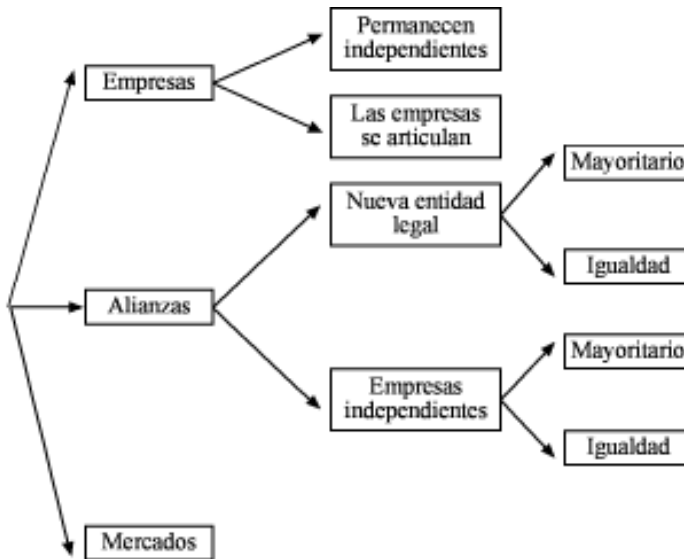 Permanecen
independientes
Empresas
Las empresas
se articulan
Mayoritario
Nueva entidad
legal
Igualdad
Alianzas
Mayoritario
Empresas
independientes
Igualdad
Mercados